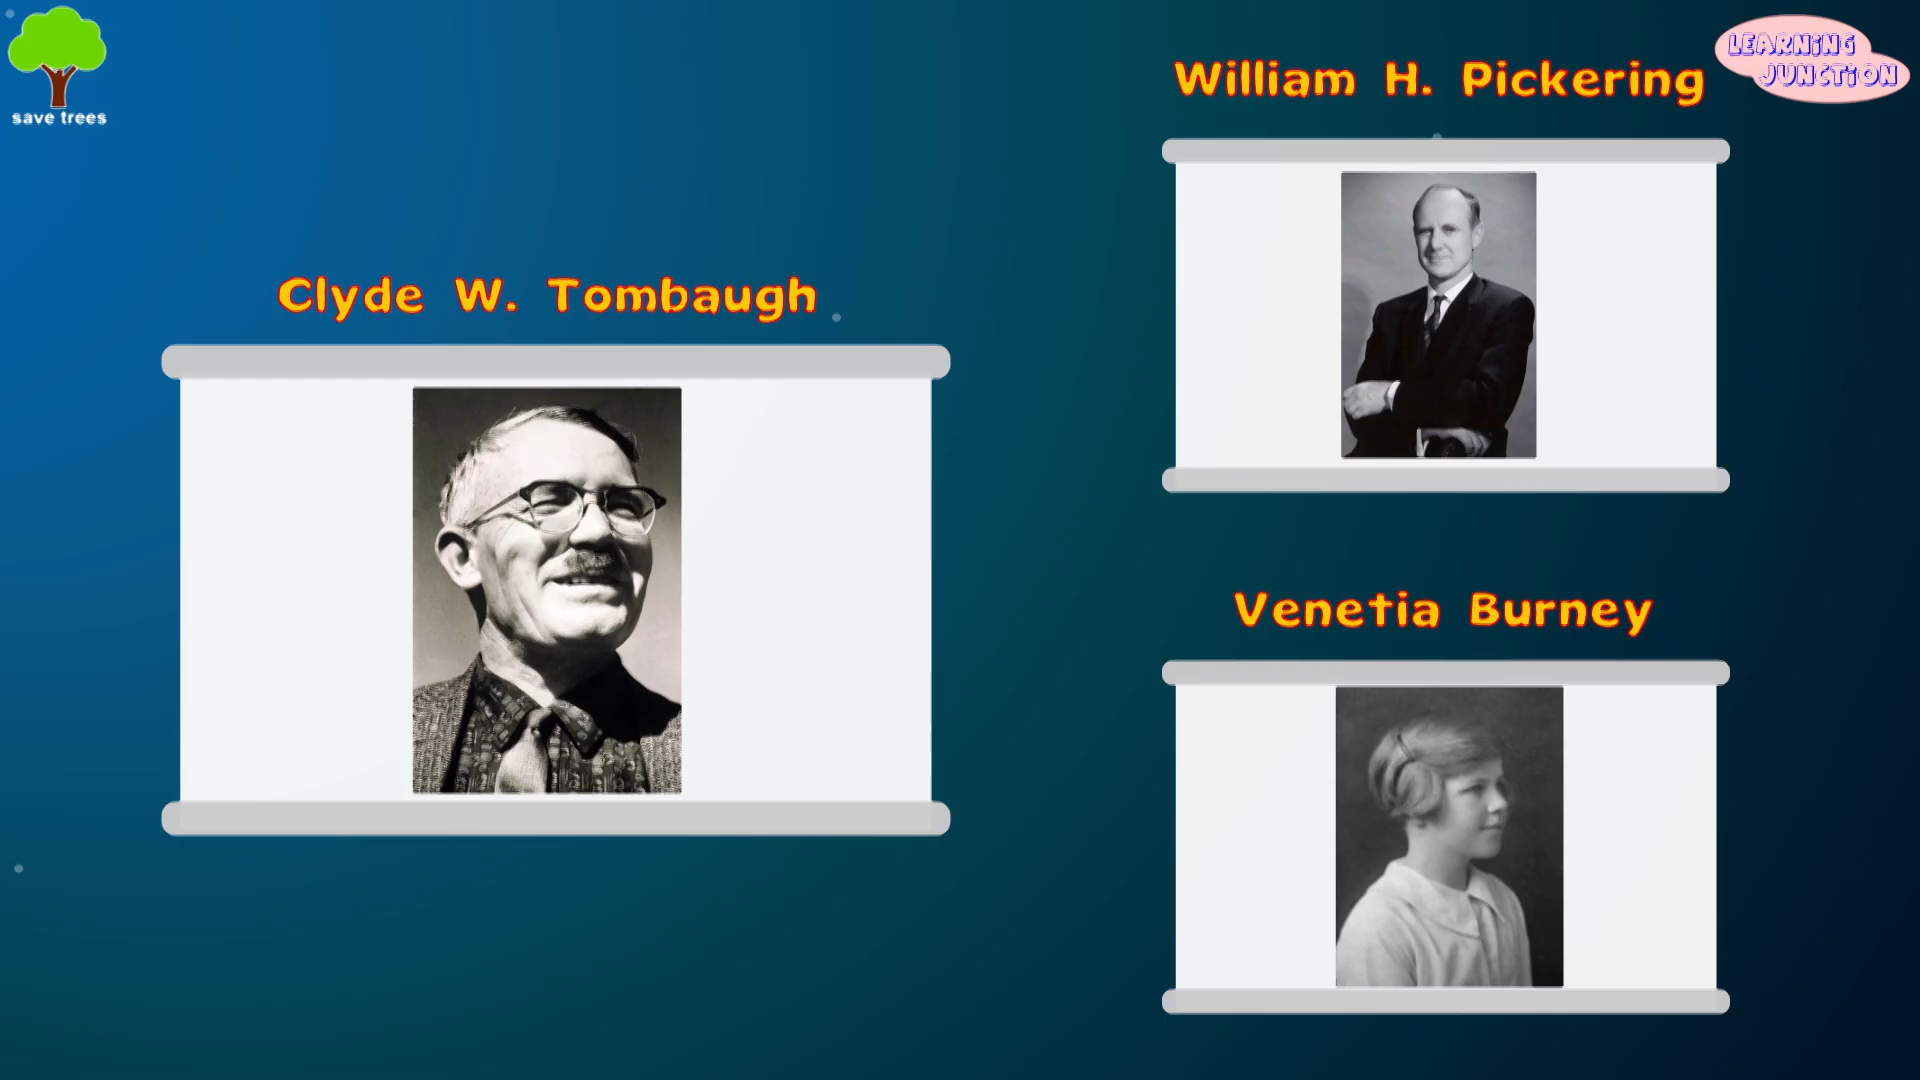 save trees
Clyde W. Tombaugh
William H. Pickering
LEARNING
JUNCTION
Venetia Burney